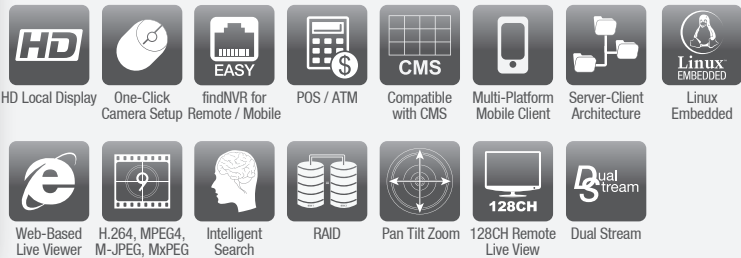 HD
EASY
$
CMS
Linux
EMBEDDED
HD Local Display
One-Click
Camera Setup
findNVR for
Remote / Mobile
POS / ATM
Compatible
with CMS
Multi-Platform
Mobile Client
Server-Client
Architecture
Linux
Embedded
e
9
128CH
Dual
Stream
Web-Based
Live Viewer
H.264, MPEG4,
M-JPEG, MxPEG
Intelligent
Search
RAID
Pan Tilt Zoom
128CH Remote
Live View
Dual Stream